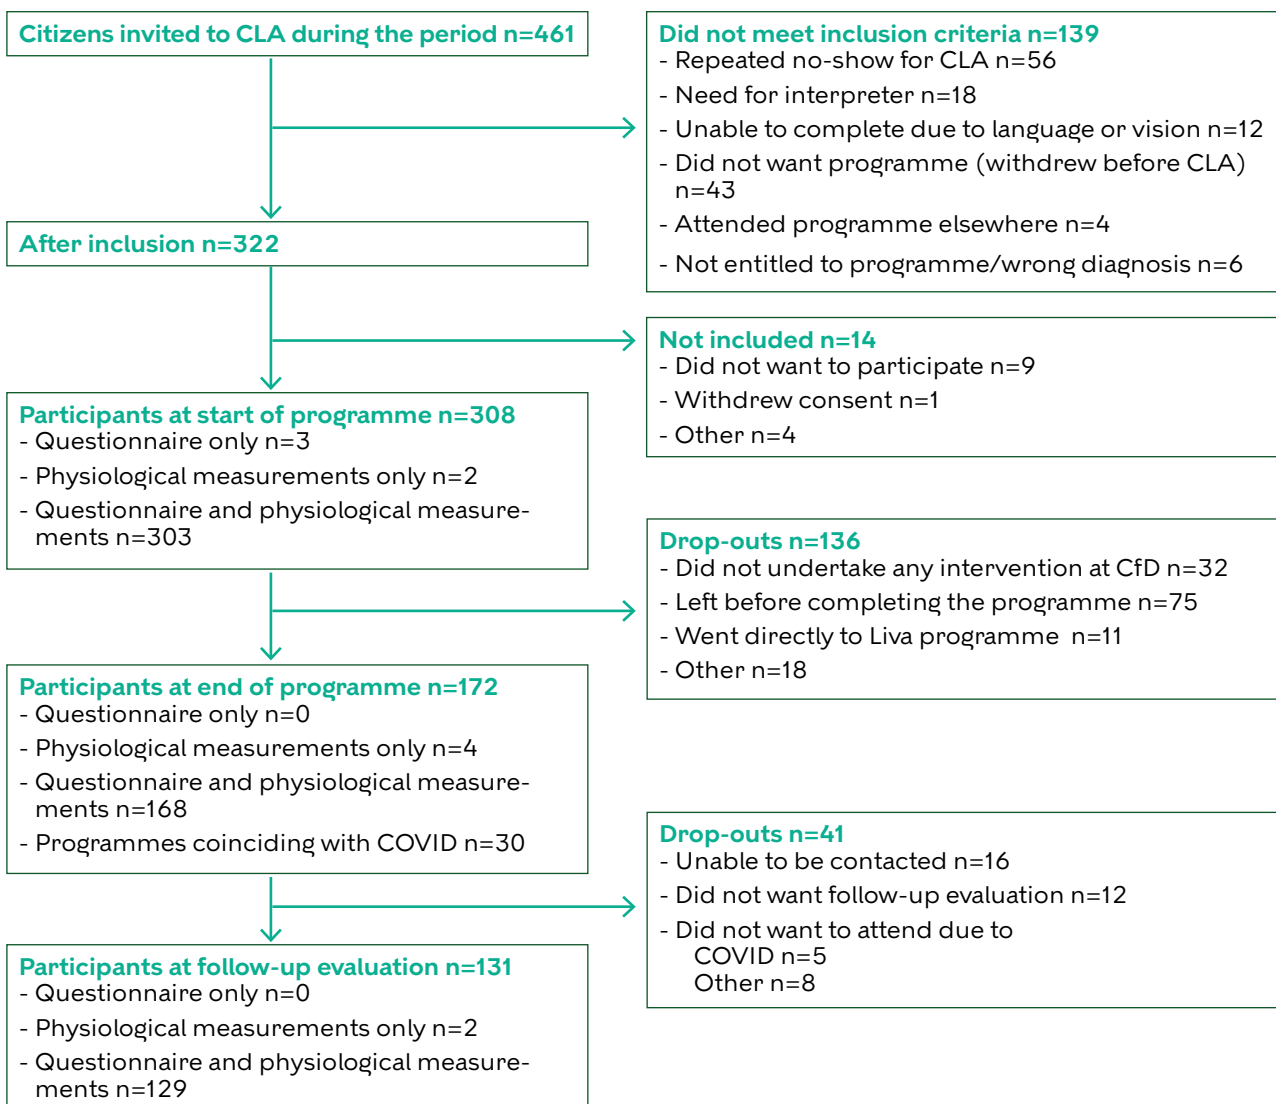 Citizens invited to CLA during the period n=461
Did not meet inclusion criteria n=139
- Repeated no-show for CLA n=56
- Need for interpreter n=18
- Unable to complete due to language or vision n=12
- Did not want programme (withdrew before CLA)
n=43
- Attended programme elsewhere n=4
- Not entitled to programme/wrong diagnosis n=6
After inclusion n=322
Not included n=14
- Did not want to participate n=9
- Withdrew consent n=1
- Other n=4
Participants at start of programme n=308
- Questionnaire only n=3
- Physiological measurements only n=2
- Questionnaire and physiological measure-
ments n=303
Drop-outs n=136
- Did not undertake any intervention at CfD n=32
- Left before completing the programme n=75
- Went directly to Liva programme n=11
- Other n=18
Participants at end of programme n=172
- Questionnaire only n=0
- Physiological measurements only n=4
- Questionnaire and physiological measure-
ments n=168
- Programmes coinciding with COVID n=30
Drop-outs n=41
- Unable to be contacted n=16
- Did not want follow-up evaluation n=12
- Did not want to attend due to
COVID n=5
Other n=8
Participants at follow-up evaluation n=131
- Questionnaire only n=0
- Physiological measurements only n=2
- Questionnaire and physiological measure-
ments n=129